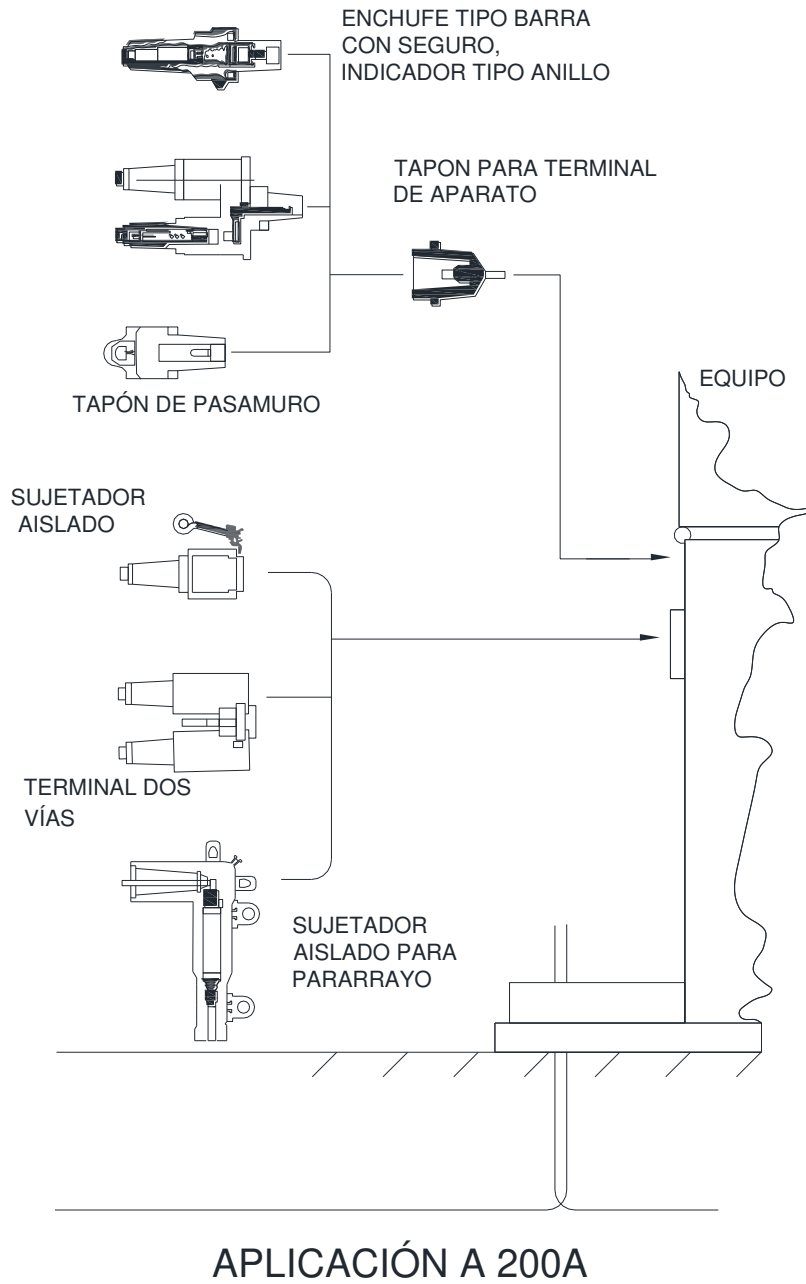 ENCHUFE TIPO BARRA
CON SEGURO,
INDICADOR TIPO ANILLO
TAPON PARA TERMINAL
DE APARATO
TAPÓN DE PASAMURO
EQUIPO
SUJETADOR
AISLADO
TERMINAL DOS
VÍAS
SUJETADOR
AISLADO PARA
PARARRAYO
APLICACIÓN A 200A